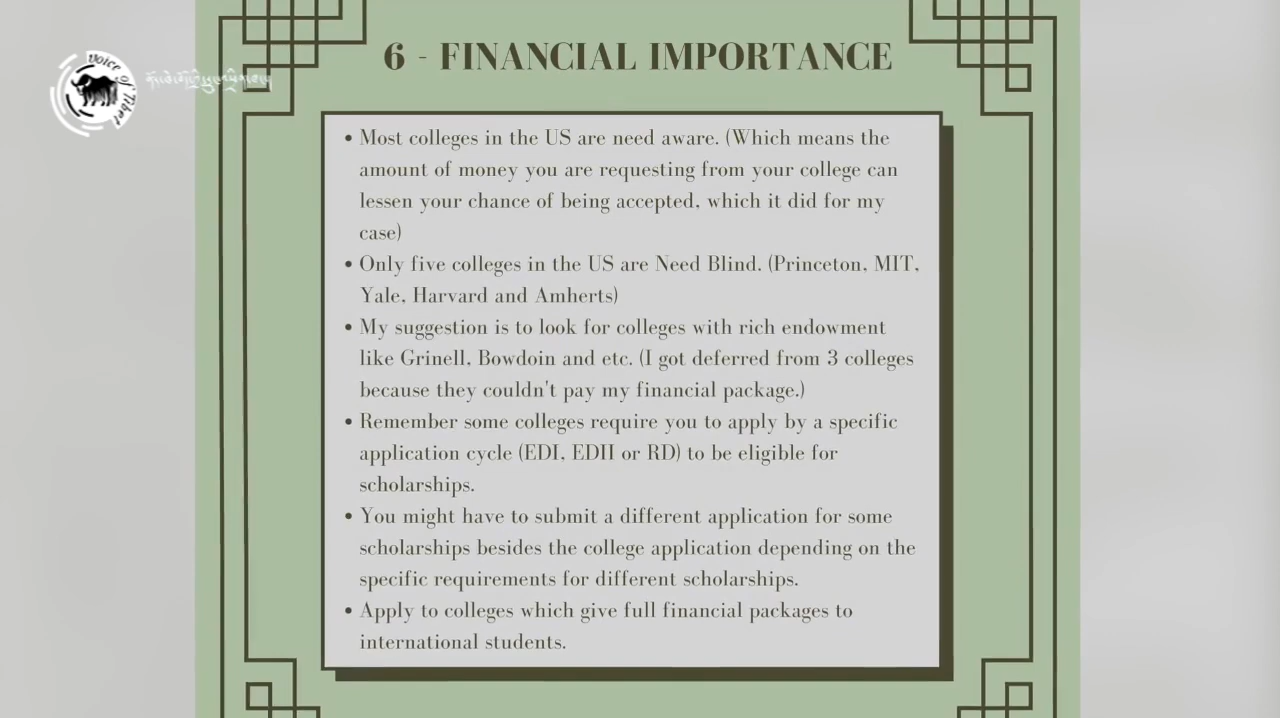 6 - FINANCIAL IMPORTANCE
Voice of Tibet
• Most colleges in the US are need aware. (Which means the
amount of money you are requesting from your college can
lessen your chance of being accepted, which it did for my
case)
• Only five colleges in the US are Need Blind. (Princeton, MIT,
Yale, Harvard and Amherts)
• My suggestion is to look for colleges with rich endowment
like Grinell, Bowdoin and etc. (I got deferred from 3 colleges
because they couldn't pay my financial package.)
• Remember some colleges require you to apply by a specific
application cycle (EDI, EDII or RD) to be eligible for
scholarships.
• You might have to submit a different application for some
scholarships besides the college application depending on the
specific requirements for different scholarships.
• Apply to colleges which give full financial packages to
international students.